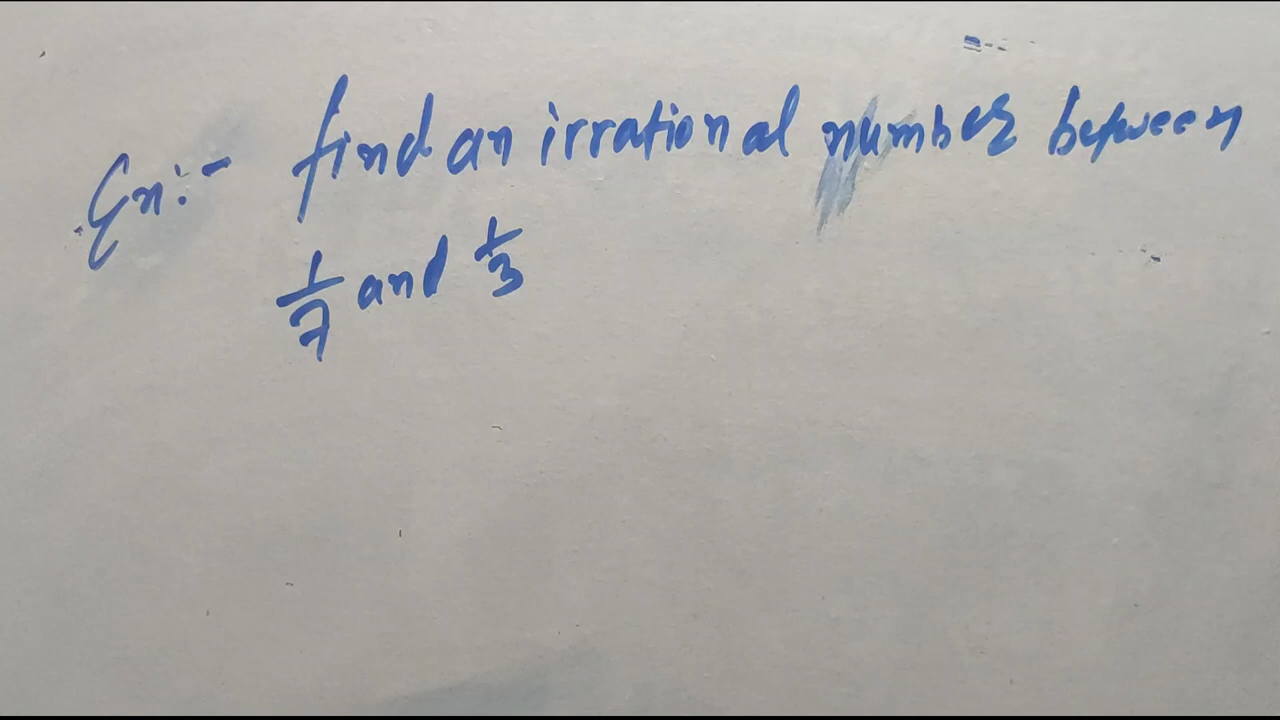 Ex:- find an irrational number between
1/7 and 1/3